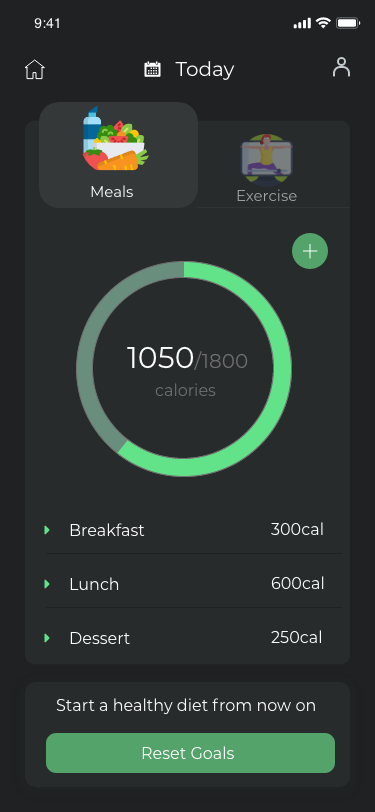 9:41
Today
Meals
Exercise
1050/1800
calories
Breakfast 300cal
Lunch 600cal
Dessert 250cal
Start a healthy diet from now on
Reset Goals